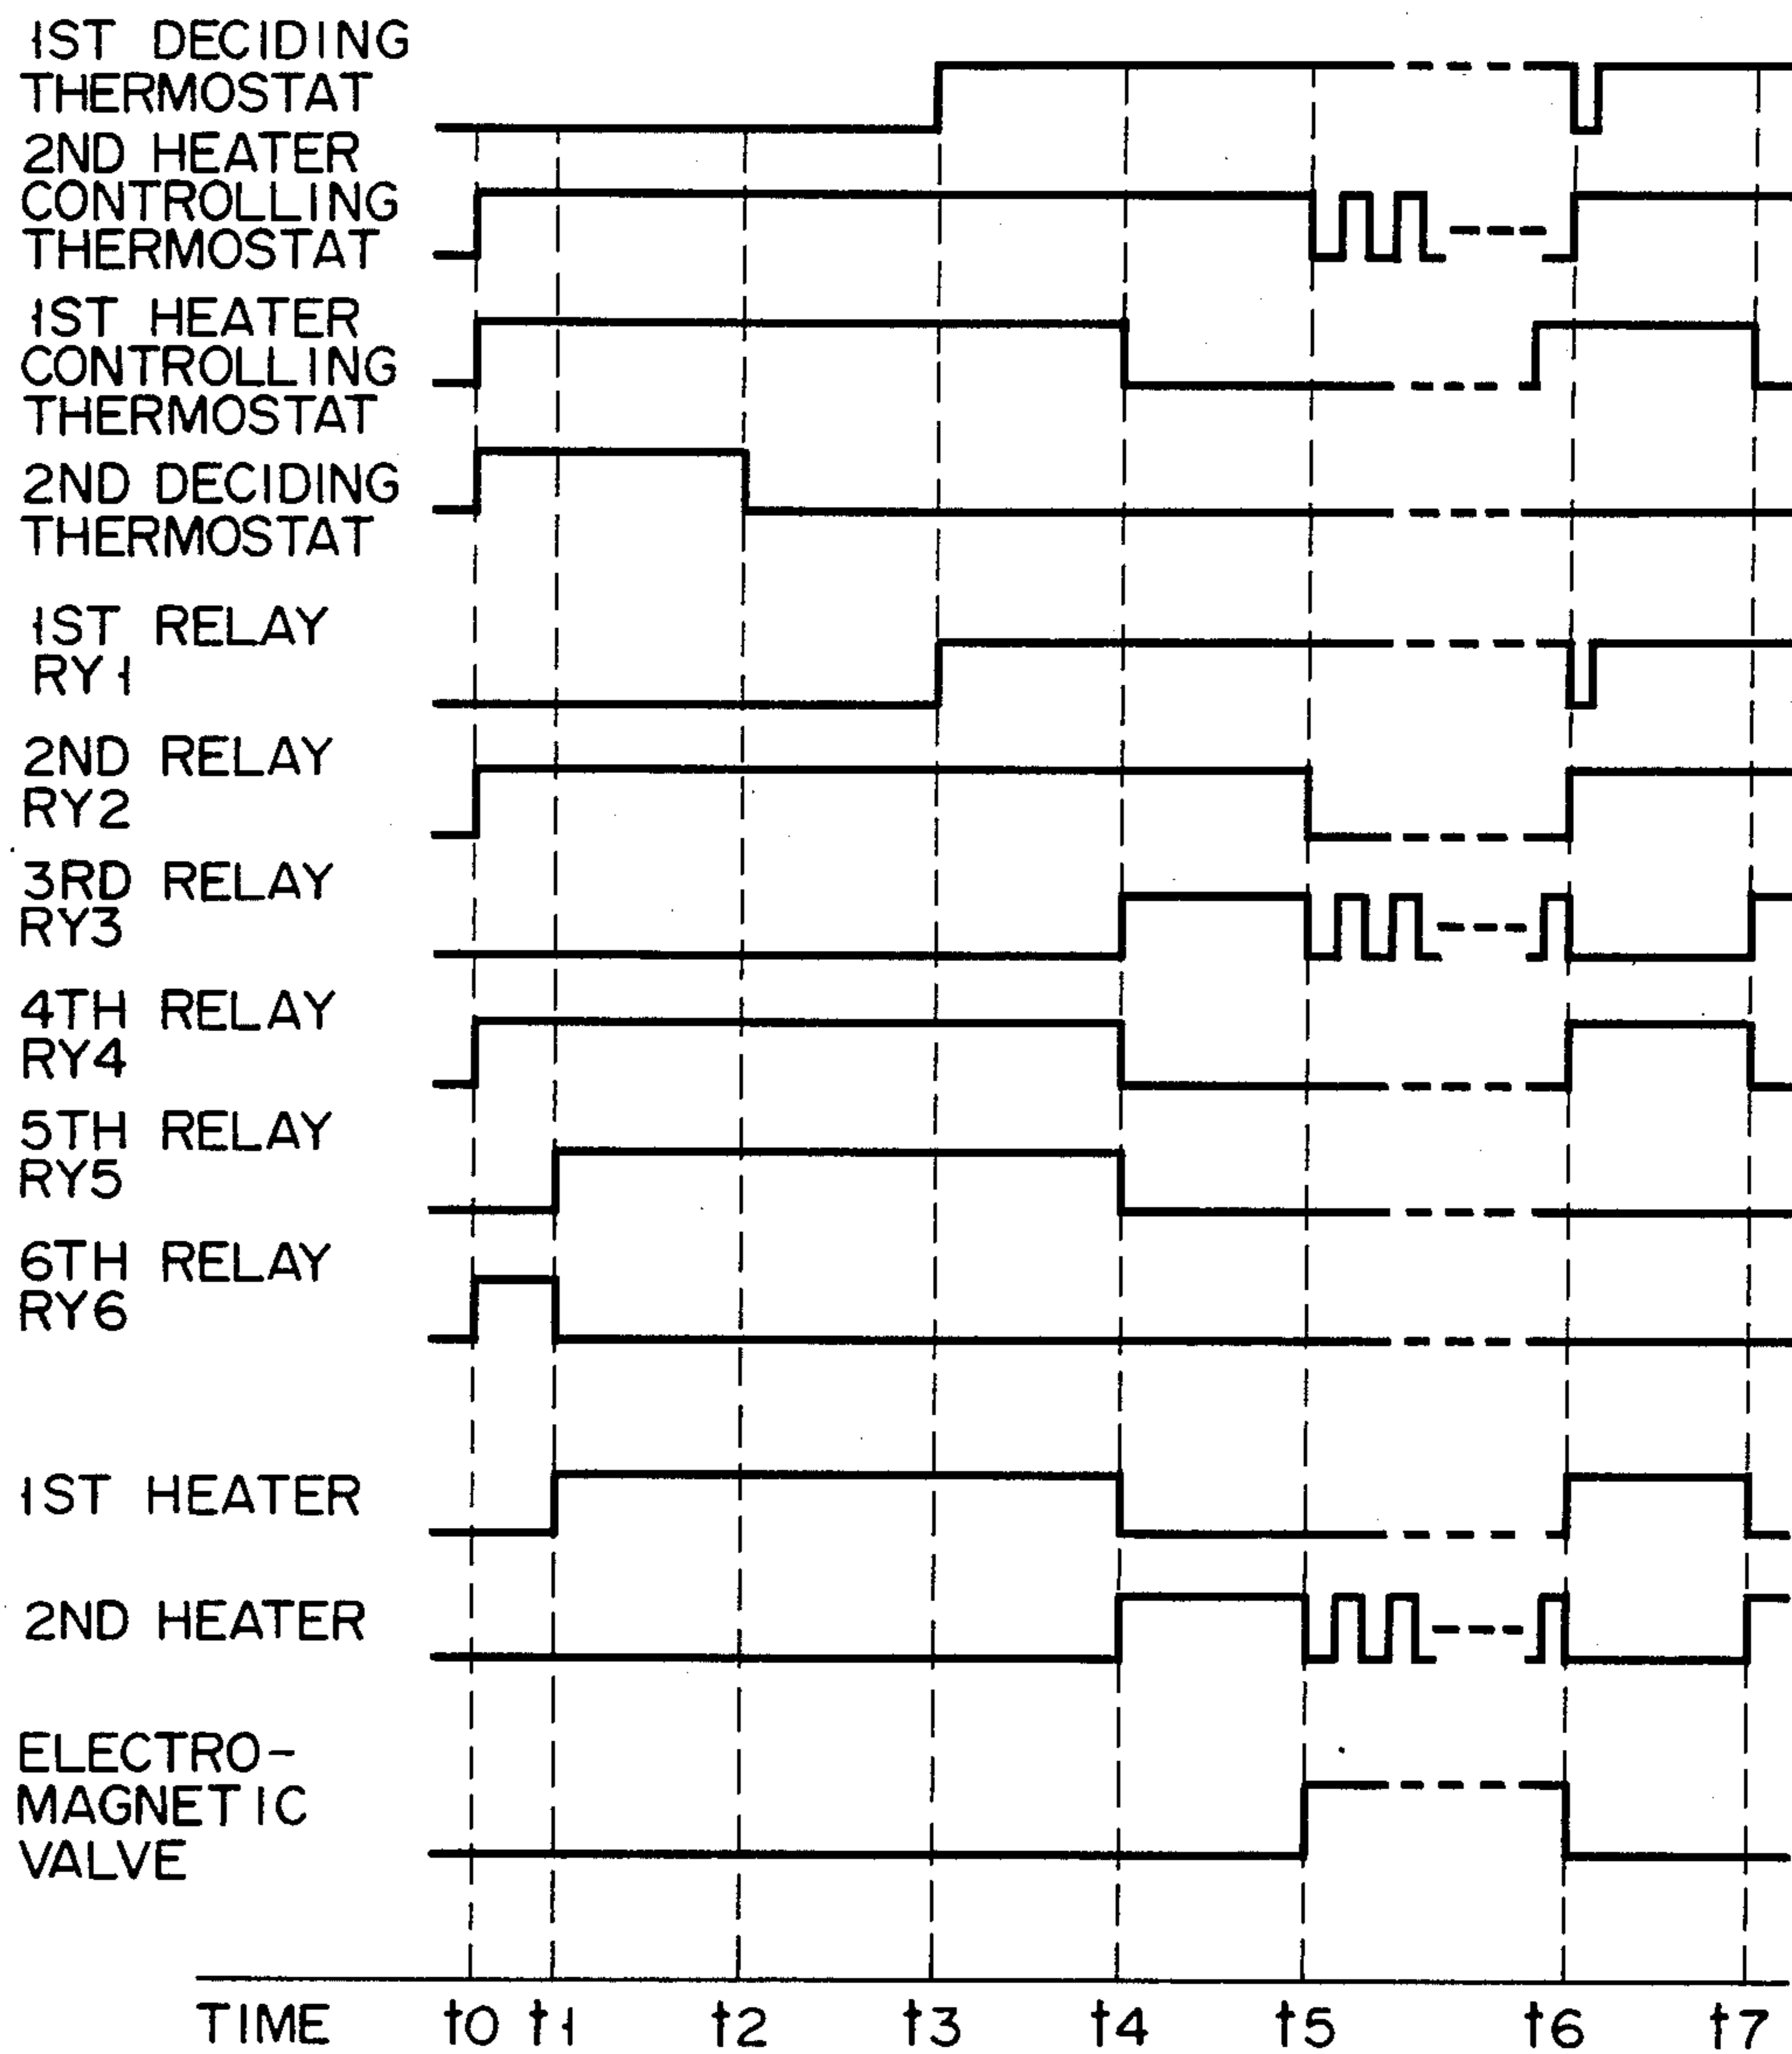 1ST DECIDING
THERMOSTAT
2ND HEATER
CONTROLLING
THERMOSTAT
1ST HEATER
CONTROLLING
THERMOSTAT
2ND DECIDING
THERMOSTAT
1ST RELAY
RY1
2ND RELAY
RY2
3RD RELAY
RY3
4TH RELAY
RY4
5TH RELAY
RY5
6TH RELAY
RY6
1ST HEATER
2ND HEATER
ELECTRO-
MAGNETIC
VALVE
TIME t0 t1 t2 t3 t4 t5 t6 t7